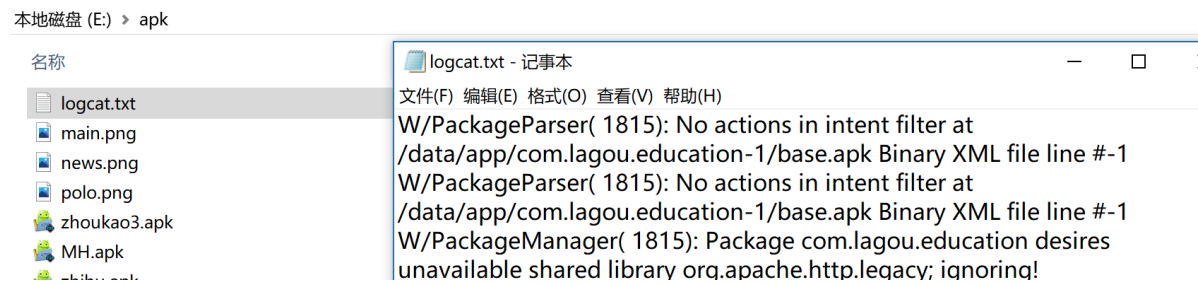 本地磁盘 (E:) > apk
名称
logcat.txt
main.png
news.png
polo.png
zhoukao3.apk
MH.apk
zhibu.apk
logcat.txt - 记事本
文件(F) 编辑(E) 格式(O) 查看(V) 帮助(H)
W/PackageParser( 1815): No actions in intent filter at
/data/app/com.lagou.education-1/base.apk Binary XML file line #-1
W/PackageParser( 1815): No actions in intent filter at
/data/app/com.lagou.education-1/base.apk Binary XML file line #-1
W/PackageManager( 1815): Package com.lagou.education desires
unavailable shared library org.apache.http.legacy; ignoring!